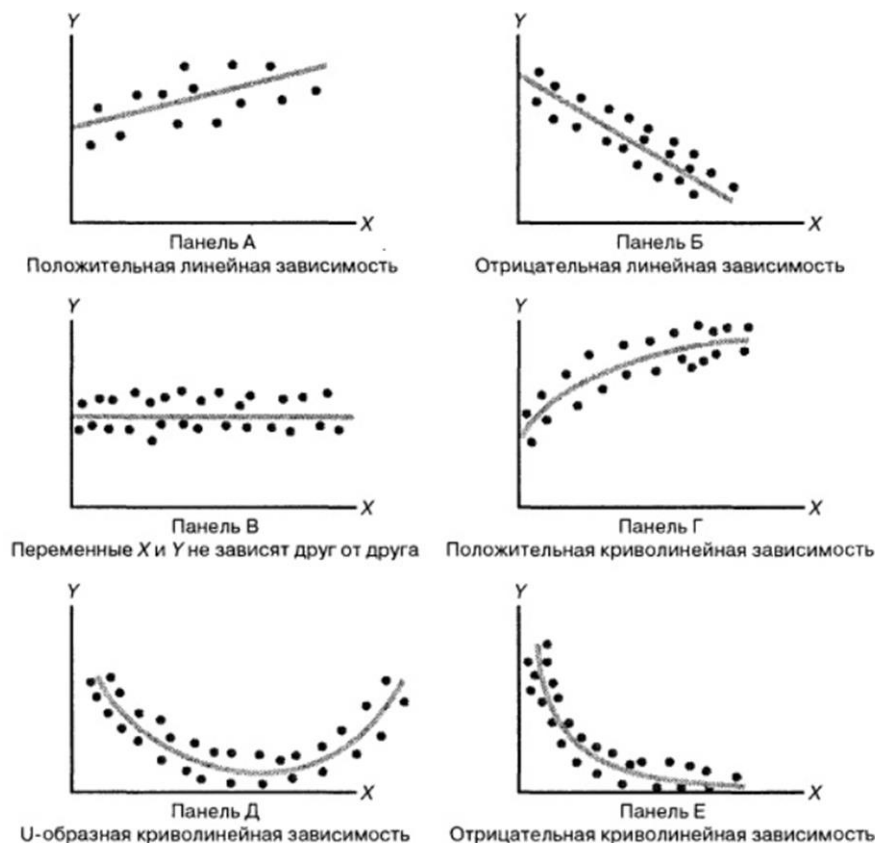 Y
X
Панель А
Положительная линейная зависимость
Y
X
Панель Б
Отрицательная линейная зависимость
Y
X
Панель В
Переменные X и Y не зависят друг от друга
Y
X
Панель Г
Положительная криволинейная зависимость
Y
X
Панель Д
U-образная криволинейная зависимость
Y
X
Панель Е
Отрицательная криволинейная зависимость